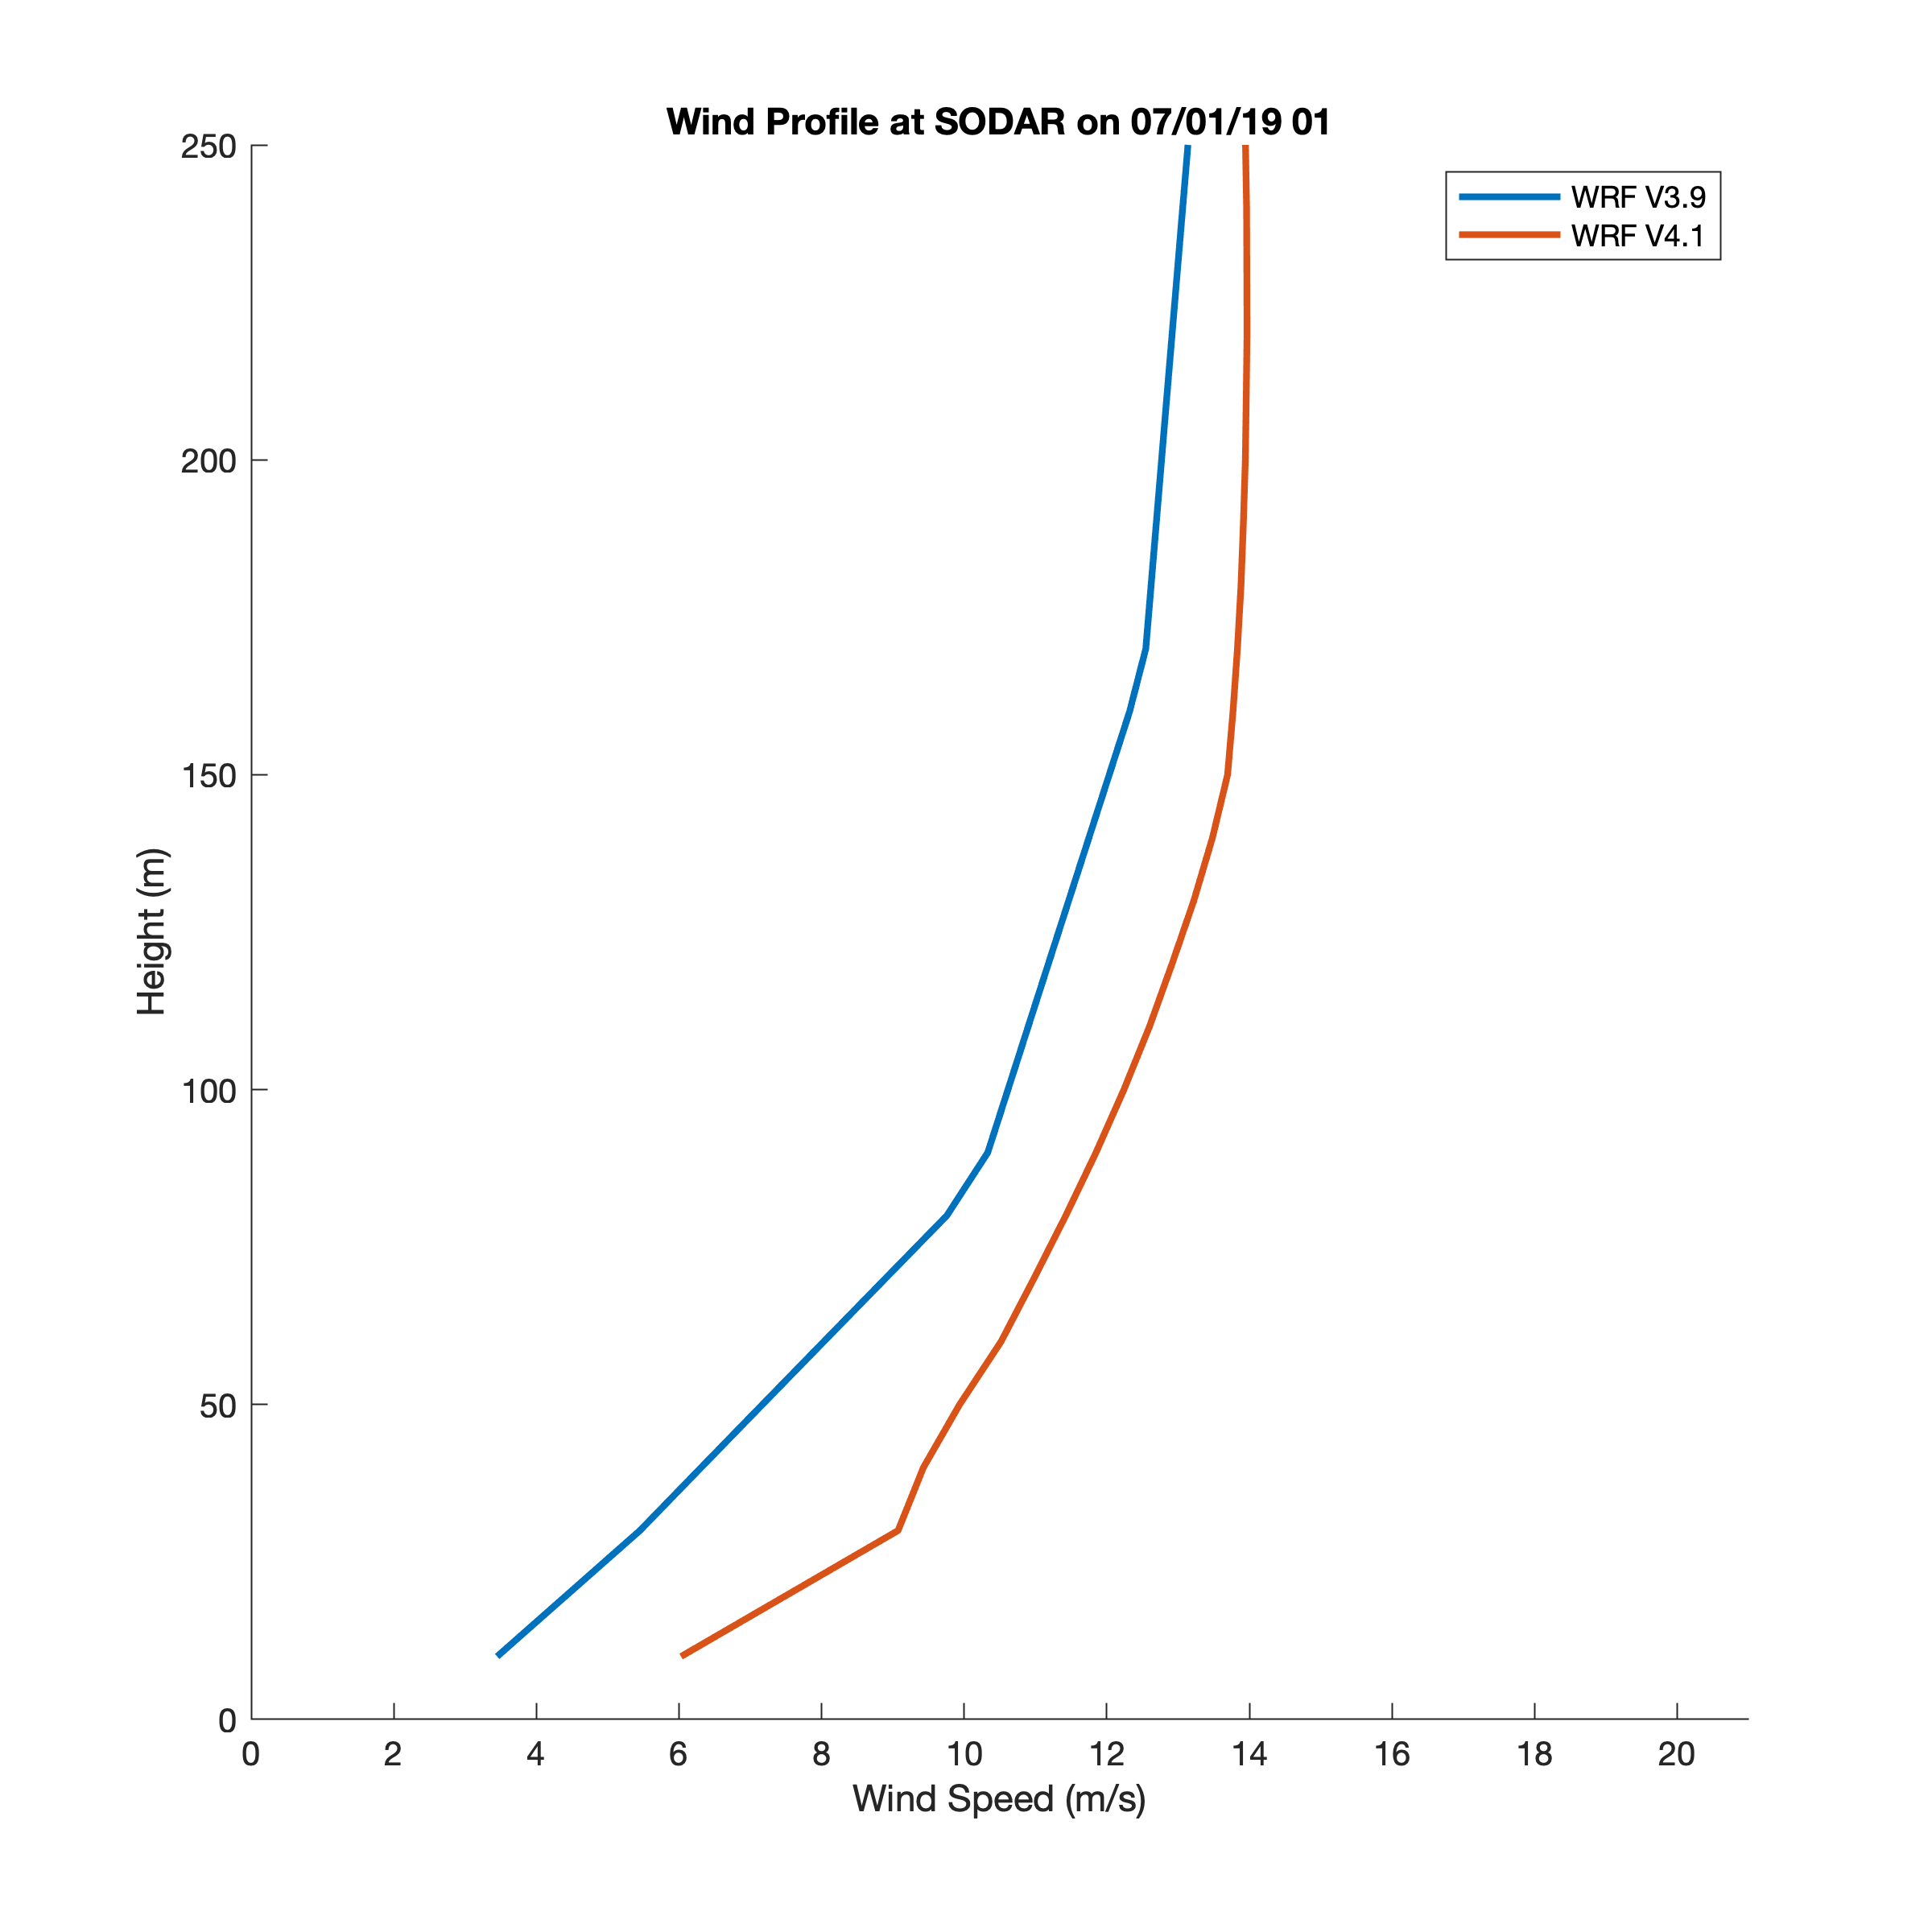 Wind Profile at SODAR on 07/01/19 01
WRF V3.9
WRF V4.1
250
200
150
100
50
0
Height (m)
0 2 4 6 8 10 12 14 16 18 20
Wind Speed (m/s)